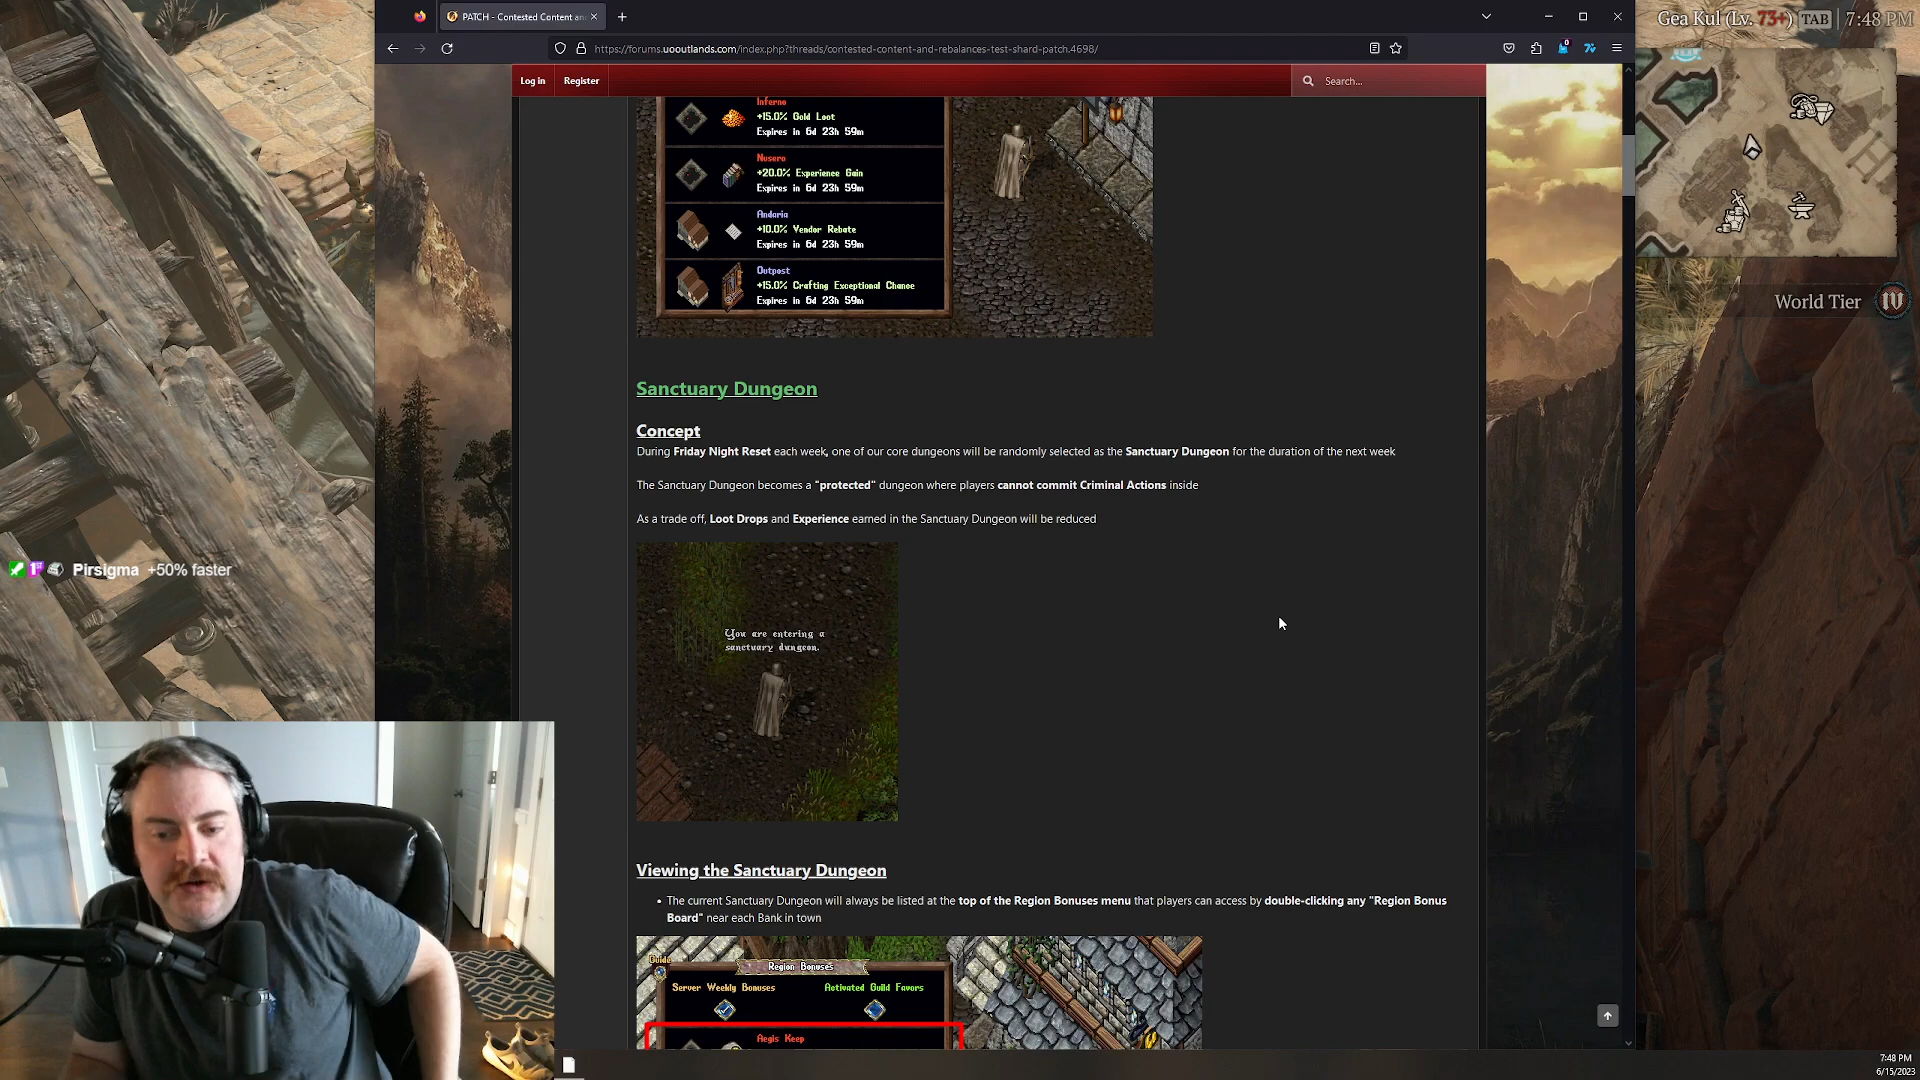 PATCH - Contested Content an
Gea Kul (Lv. 73+) TAB 7:48 PM
https://forums.uooutlands.com/index.php?threads/contested-content-and-rebalances-test-shard-patch.4698/
Log in Register Search...
Inferno
+15.0% Gold Loot
Expires in 6d 23h 59m
Nusero
+20.0% Experience Gain
Expires in 6d 23h 59m
Andaria
+10.0% Vendor Rebate
Expires in 6d 23h 59m
Outpost
+15.0% Crafting Exceptional Chance
Expires in 6d 23h 59m
World Tier IV
Sanctuary Dungeon
Concept
During Friday Night Reset each week, one of our core dungeons will be randomly selected as the Sanctuary Dungeon for the duration of the next week
The Sanctuary Dungeon becomes a "protected" dungeon where players cannot commit Criminal Actions inside
As a trade off, Loot Drops and Experience earned in the Sanctuary Dungeon will be reduced
Pirsigma +50% faster
You are entering a
sanctuary dungeon.
Viewing the Sanctuary Dungeon
• The current Sanctuary Dungeon will always be listed at the top of the Region Bonuses menu that players can access by double-clicking any "Region Bonus
Board" near each Bank in town
Guide
Region Bonuses
Server Weekly Bonuses Activated Guild Favors
Aegis Keep
7:48 PM
6/15/2023